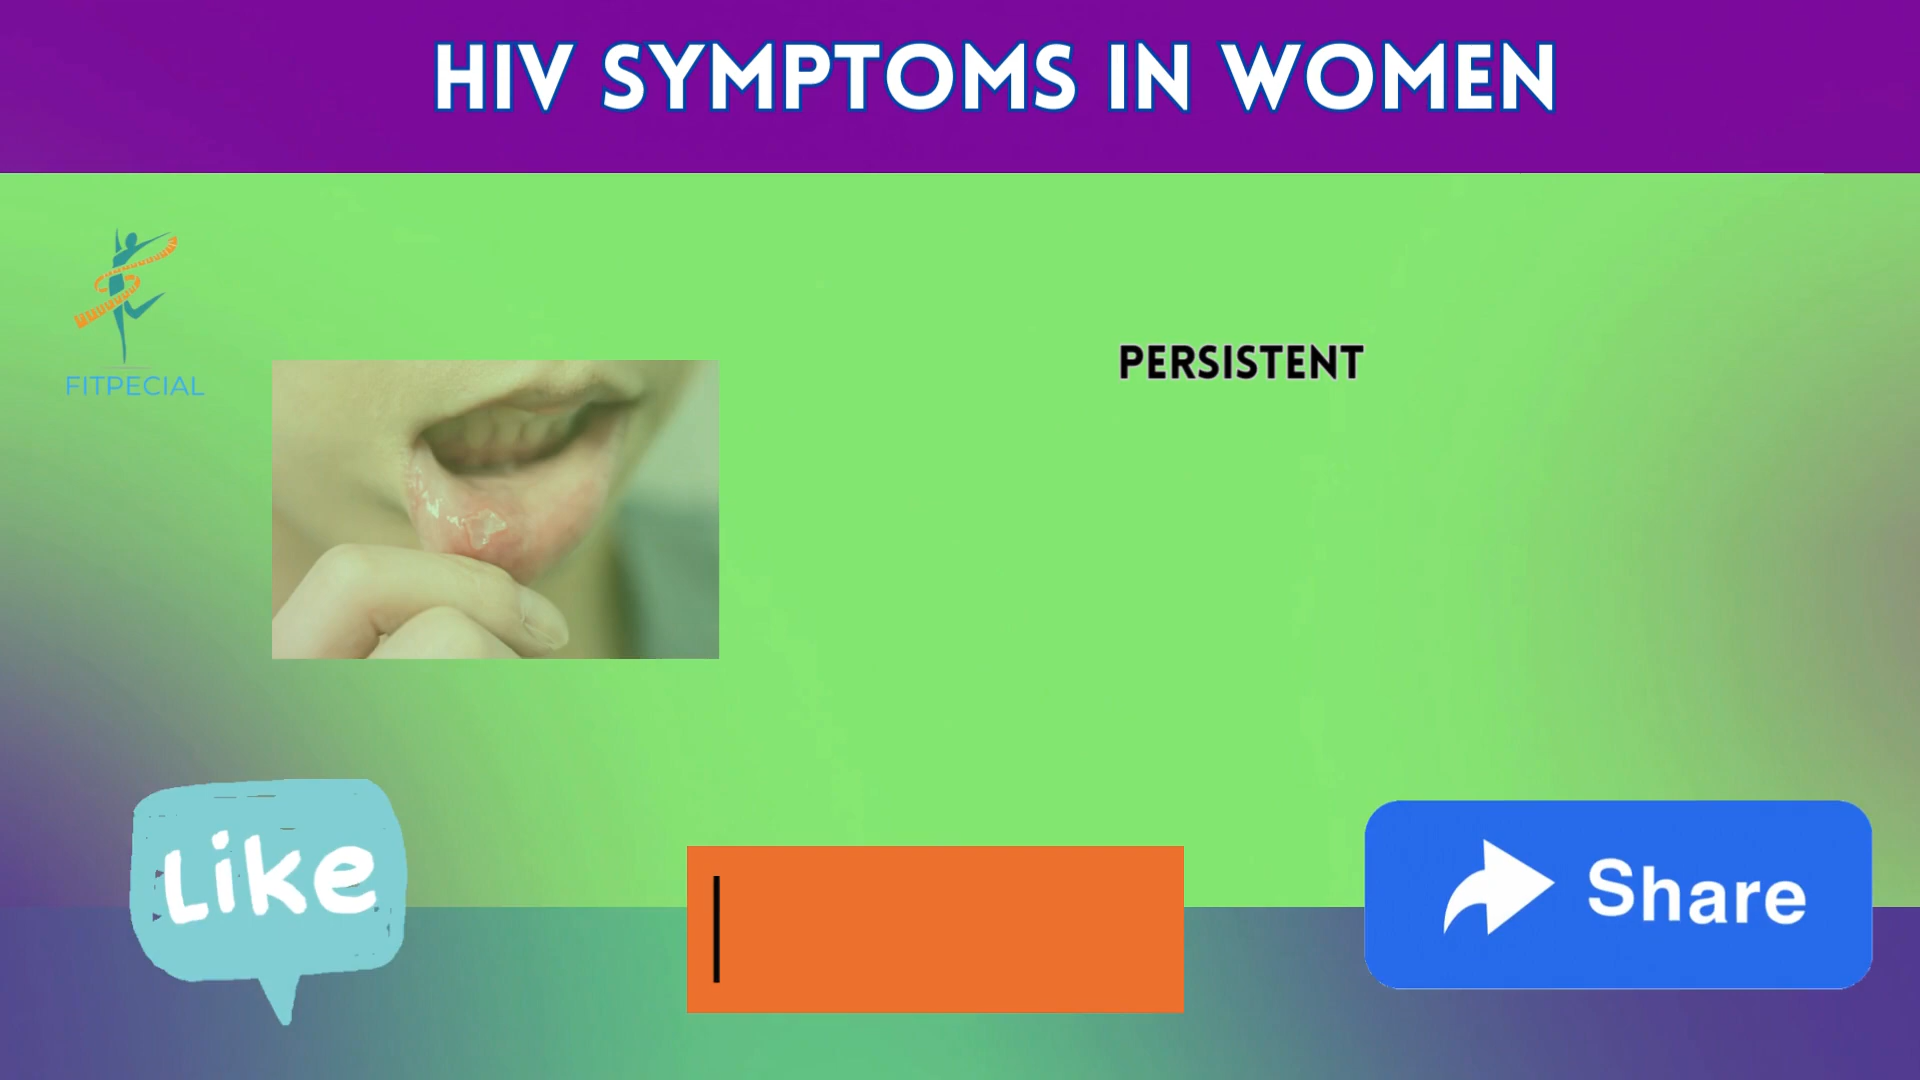 HIV SYMPTOMS IN WOMEN
FITPECIAL
PERSISTENT
Like
Share